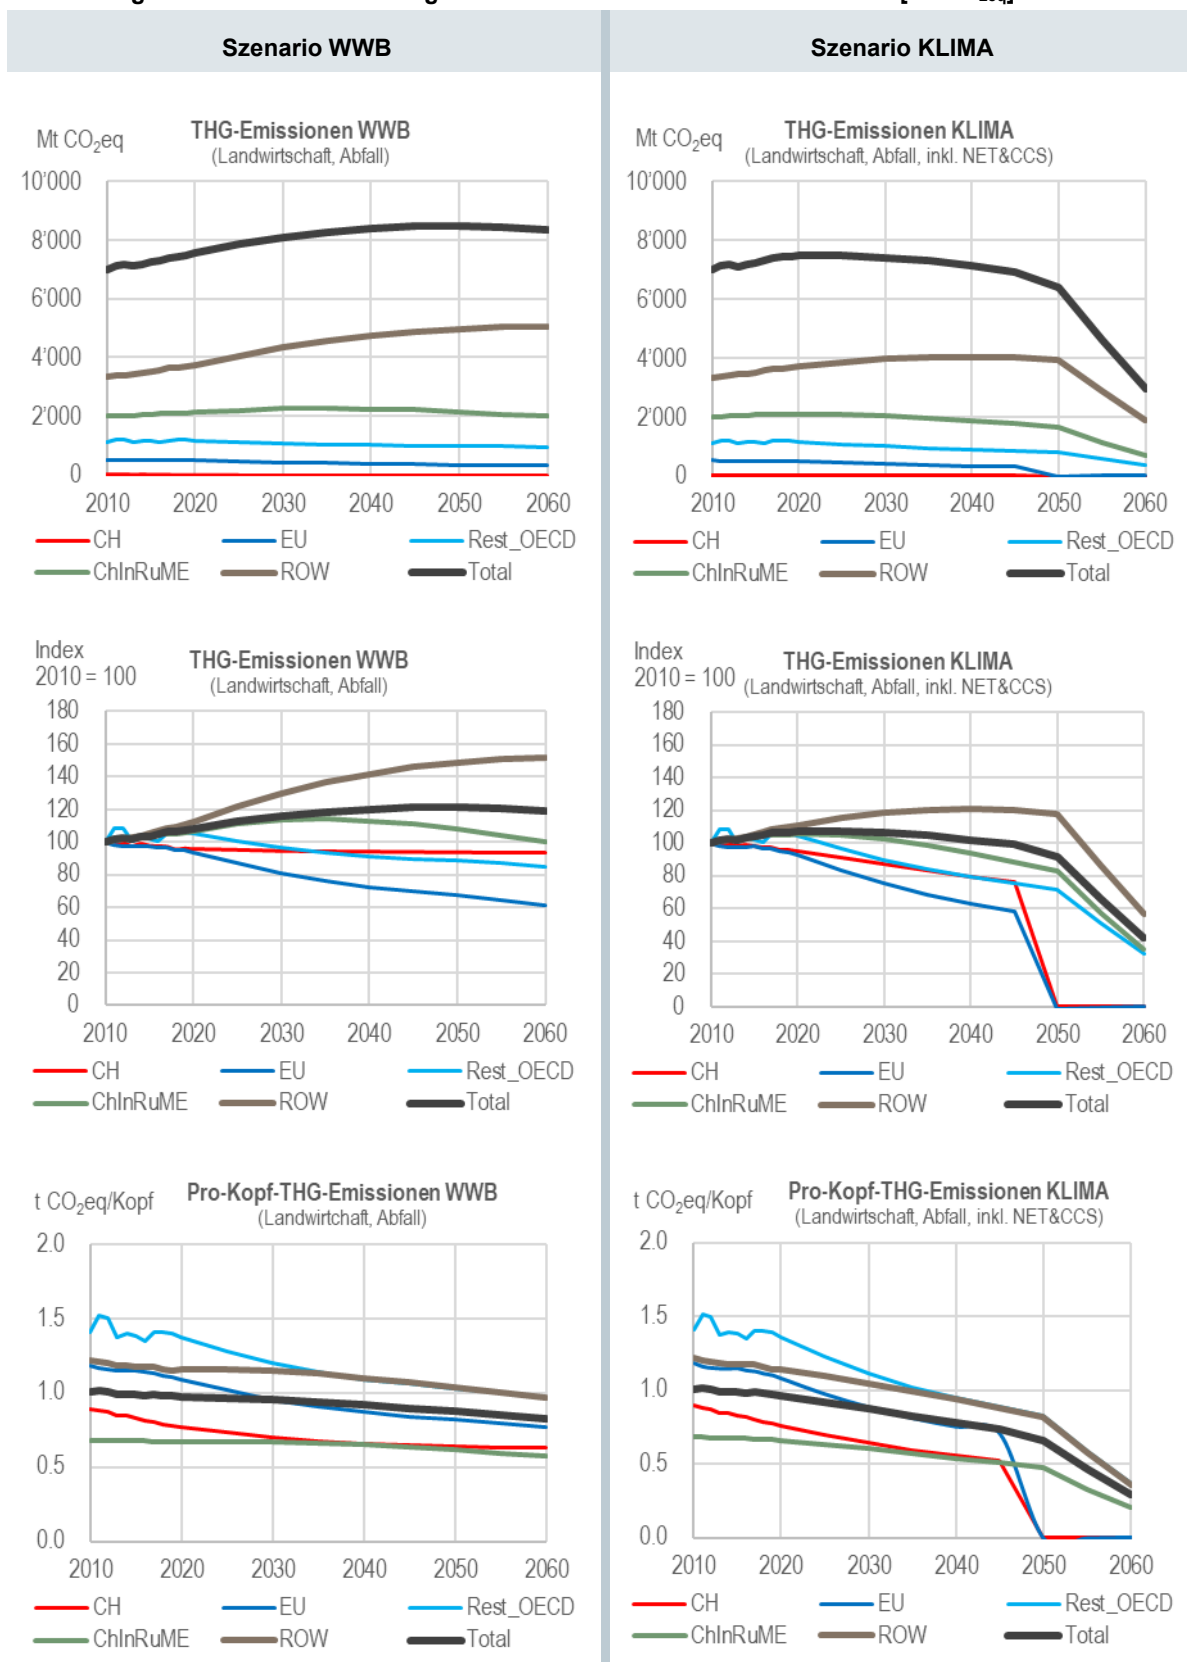 Szenario WWB
Szenario KLIMA
THG-Emissionen WWB
Mt CO₂eq
(Landwirtschaft, Abfall)
10'000
8'000
6'000
4'000
2'000
0
2010 2020 2030 2040 2050 2060
CH EU Rest_OECD
ChInRuME ROW Total
THG-Emissionen KLIMA
Mt CO₂eq
(Landwirtschaft, Abfall, inkl. NET&CCS)
10'000
8'000
6'000
4'000
2'000
0
2010 2020 2030 2040 2050 2060
CH EU Rest_OECD
ChInRuME ROW Total
Index
2010 = 100
THG-Emissionen WWB
(Landwirtschaft, Abfall)
180
160
140
120
100
80
60
40
20
0
2010 2020 2030 2040 2050 2060
CH EU Rest_OECD
ChInRuME ROW Total
Index
2010 = 100
THG-Emissionen KLIMA
(Landwirtschaft, Abfall, inkl. NET&CCS)
180
160
140
120
100
80
60
40
20
0
2010 2020 2030 2040 2050 2060
CH EU Rest_OECD
ChInRuME ROW Total
t CO₂eq/Kopf
Pro-Kopf-THG-Emissionen WWB
(Landwirtchaft, Abfall)
2.0
1.5
1.0
0.5
0.0
2010 2020 2030 2040 2050 2060
CH EU Rest_OECD
ChInRuME ROW Total
t CO₂eq/Kopf
Pro-Kopf-THG-Emissionen KLIMA
(Landwirtschaft, Abfall, inkl. NET&CCS)
2.0
1.5
1.0
0.5
0.0
2010 2020 2030 2040 2050 2060
CH EU Rest_OECD
ChInRuME ROW Total